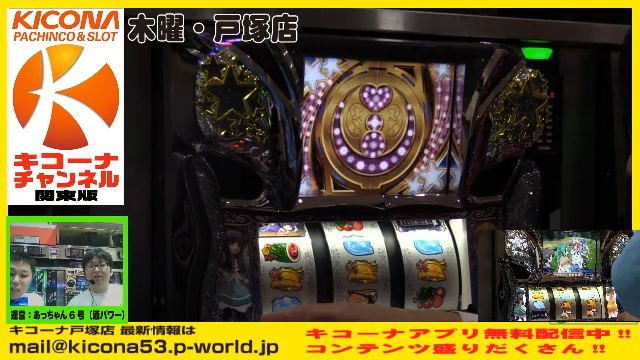 KICONA
PACHINCO & SLOT
木曜・戸塚店
キコーナ
チャンネル
関東版
運営：あっちゃん6号（道パワー）
キコーナ戸塚店 最新情報は
mail@kicona53.p-world.jp
キコーナアプリ無料配信中!!
コンテンツ盛りだくさん!!